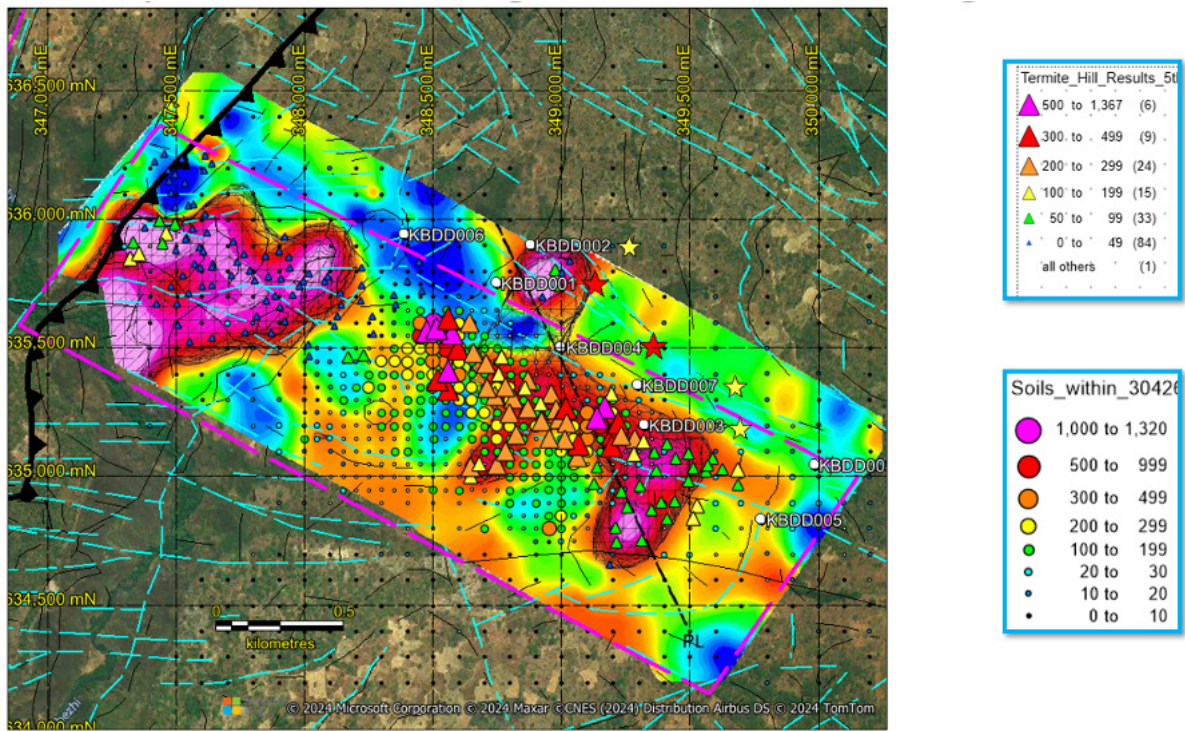 347,000 mE
347,500 mE
348,000 mE
348,500 mE
349,000 mE
349,500 mE
350,000 mE
636,500 mN
636,000 mN
635,500 mN
635,000 mN
634,500 mN
634,000 mN
KBDD006
KBDD002
KBDD001
KBDD004
KBDD007
KBDD003
KBDD00
KBDD005
PL
0 0.5
kilometres
© 2024 Microsoft Corporation © 2024 Maxar ©CNES (2024) Distribution Airbus DS © 2024 TomTom
Termite_Hill_Results_5t
500 to 1,367 (6)
300 to 499 (9)
200 to 299 (24)
100 to 199 (15)
50 to 99 (33)
0 to 49 (84)
all others (1)
Soils_within_30426
1,000 to 1,320
500 to 999
300 to 499
200 to 299
100 to 199
20 to 30
10 to 20
0 to 10